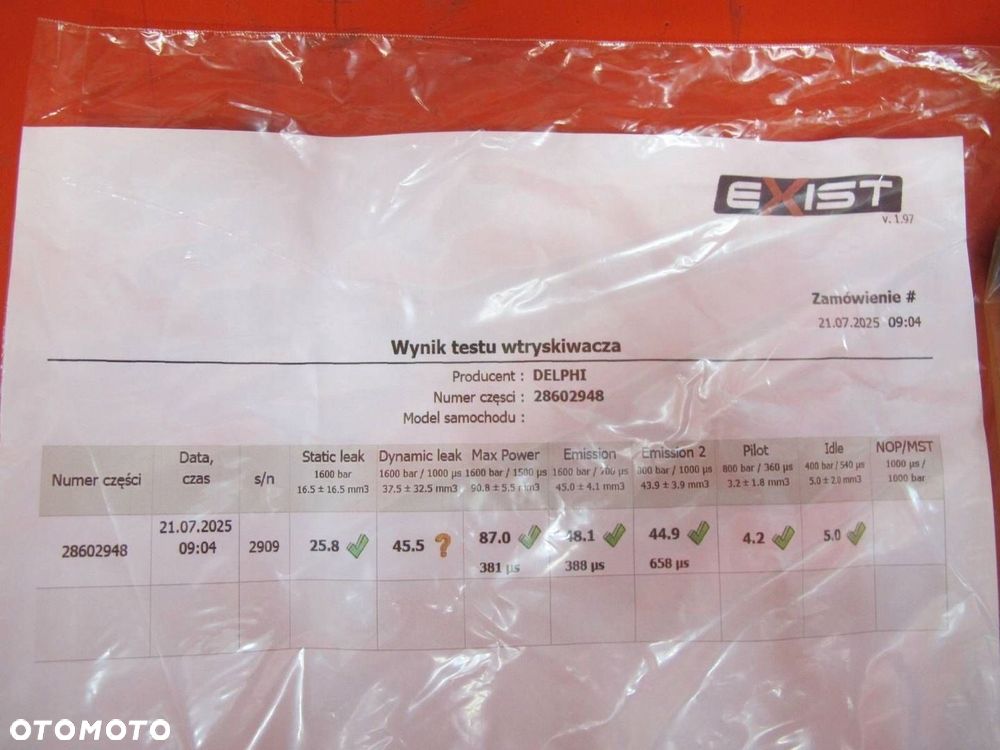 EXIST
v. 1.97
Zamówienie #
21.07.2025 09:04
Wynik testu wtryskiwacza
Producent : DELPHI
Numer częsci : 28602948
Model samochodu :
Numer części Data, czas s/n Static leak 1600 bar 16.5 ± 16.5 mm3 Dynamic leak 1600 bar / 1000 µs 37.5 ± 32.5 mm3 Max Power 1600 bar / 1500 µs 90.8 ± 5.5 mm3 Emission 1600 bar / 700 µs 45.0 ± 4.1 mm3 Emission 2 800 bar / 1000 µs 43.9 ± 3.9 mm3 Pilot 800 bar / 360 µs 3.2 ± 1.8 mm3 Idle 400 bar / 540 µs 5.0 ± 2.0 mm3 NOP/MST 1000 µs / 1000 bar
28602948 21.07.2025 09:04 2909 25.8 45.5 ? 87.0 381 µs 48.1 388 µs 44.9 658 µs 4.2 5.0
OTOMOTO